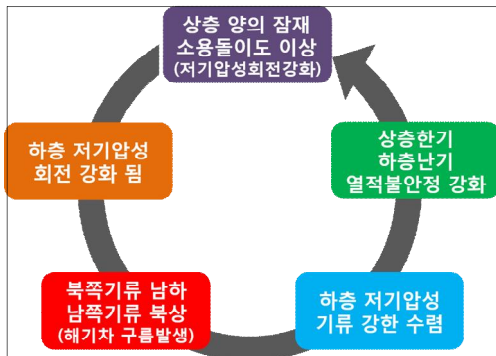 상층 양의 잠재
소용돌이도 이상
(저기압성회전강화)
하층 저기압성
회전 강화 됨
상층한기
하층난기
열적불안정 강화
북쪽기류 남하
남쪽기류 북상
(해기차 구름발생)
하층 저기압성
기류 강한 수렴